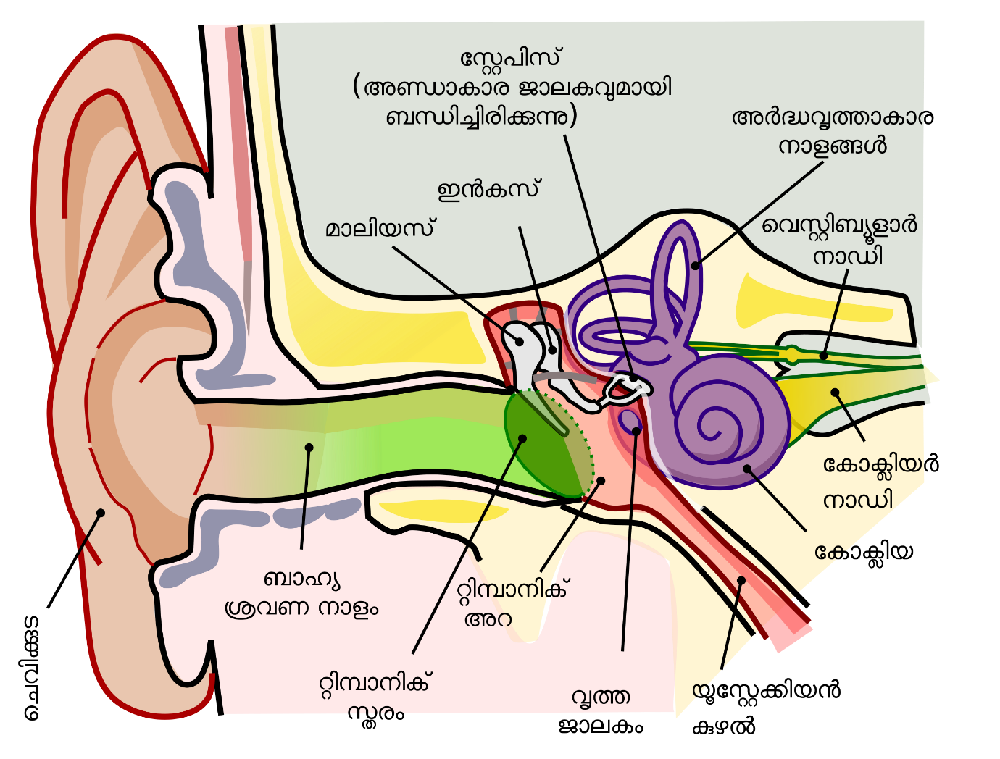 സ്റ്റേപിസ്
(അണ്ഡാകാര ജാലകവുമായി
ബന്ധിച്ചിരിക്കുന്നു)
അർദ്ധവൃത്താകാര
നാളങ്ങൾ
ഇൻകസ്
മാലിയസ്
വെസ്റ്റിബ്യൂളാർ
നാഡി
കോക്ലിയർ
നാഡി
കോക്ലിയ
ബാഹ്യ
ശ്രവണ നാളം
റ്റിമ്പാനിക്
അറ
ചെവിക്കുട
റ്റിമ്പാനിക്
സ്തരം
വൃത്ത
ജാലകം
യൂസ്റ്റേക്കിയൻ
കുഴൽ